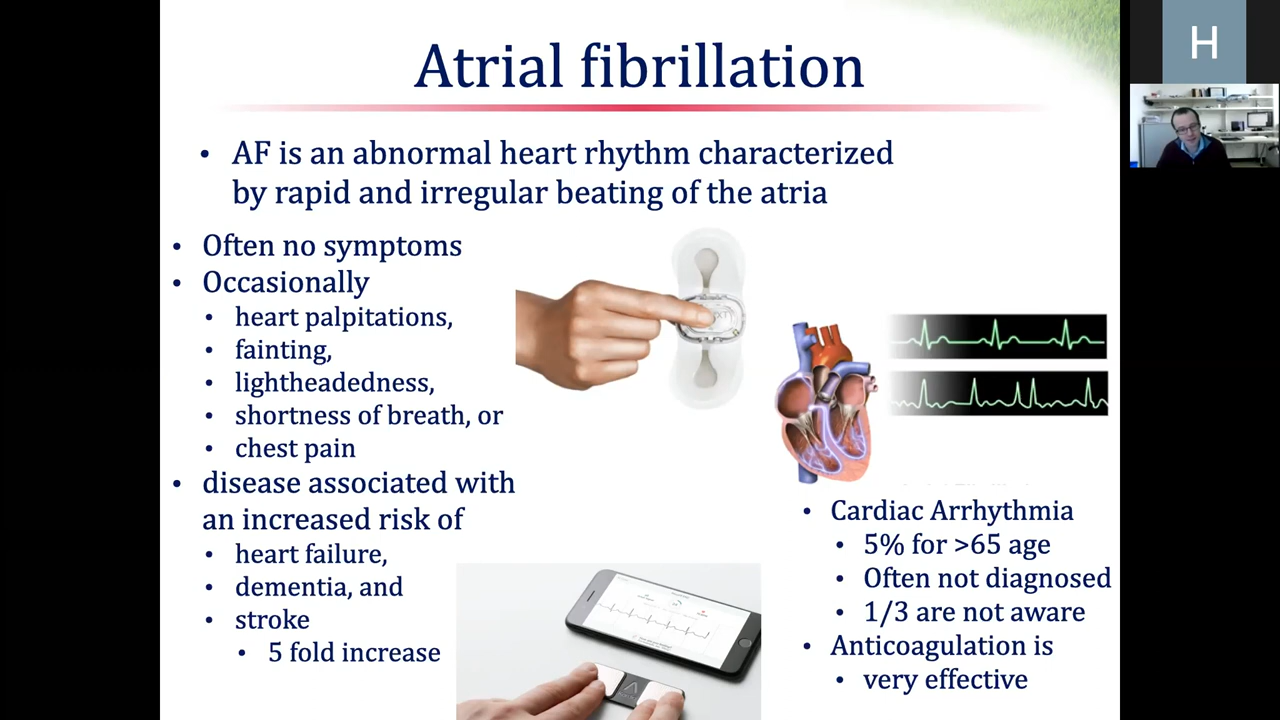 Atrial fibrillation
• AF is an abnormal heart rhythm characterized
by rapid and irregular beating of the atria
• Often no symptoms
• Occasionally
• heart palpitations,
• fainting,
• lightheadedness,
• shortness of breath, or
• chest pain
• disease associated with
an increased risk of
• heart failure,
• dementia, and
• stroke
• 5 fold increase
• Cardiac Arrhythmia
• 5% for >65 age
• Often not diagnosed
• 1/3 are not aware
• Anticoagulation is
• very effective
H